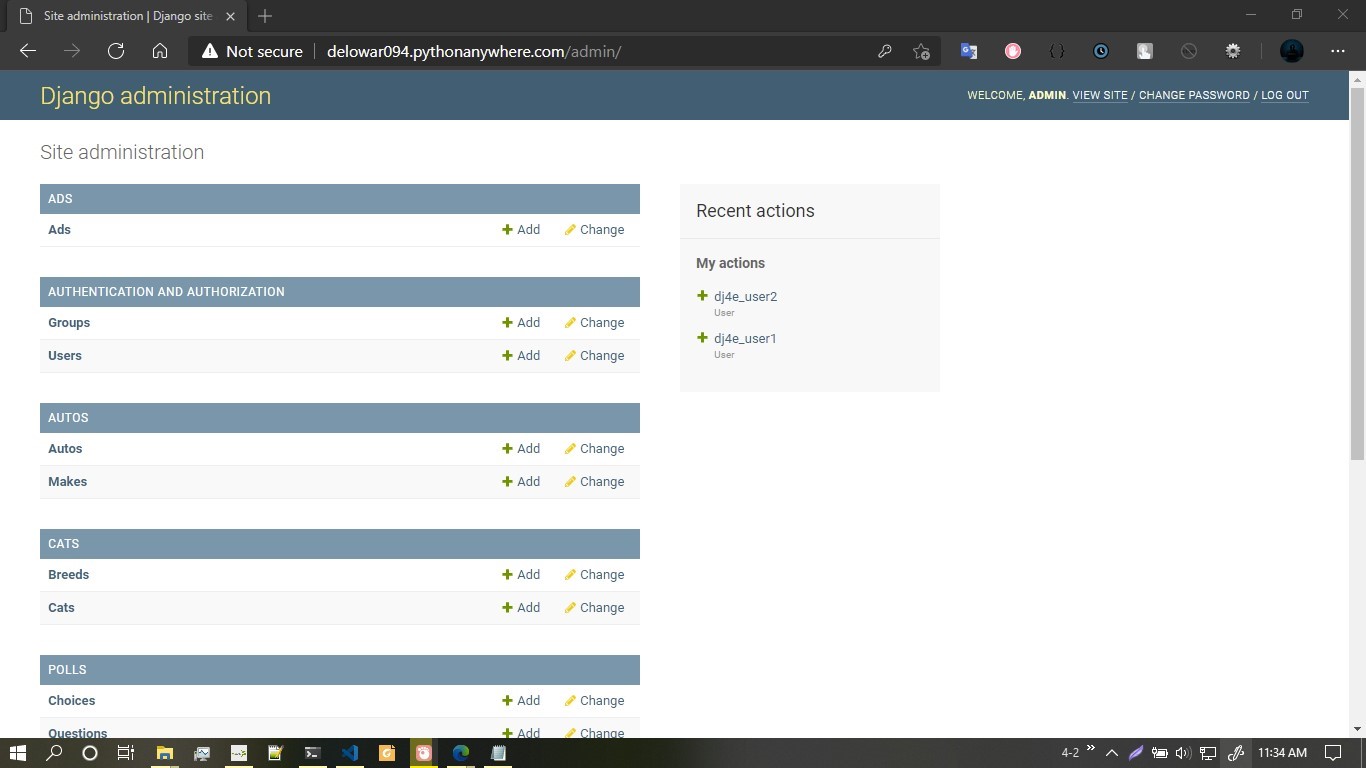 Site administration | Django site
Not secure delowar094.pythonanywhere.com/admin/
Django administration
WELCOME, ADMIN. VIEW SITE / CHANGE PASSWORD / LOG OUT
Site administration
ADS
Ads Add Change
AUTHENTICATION AND AUTHORIZATION
Groups Add Change
Users Add Change
AUTOS
Autos Add Change
Makes Add Change
CATS
Breeds Add Change
Cats Add Change
POLLS
Choices Add Change
Questions Add Change
Recent actions
My actions
dj4e_user2
User
dj4e_user1
User
4-2
11:34 AM